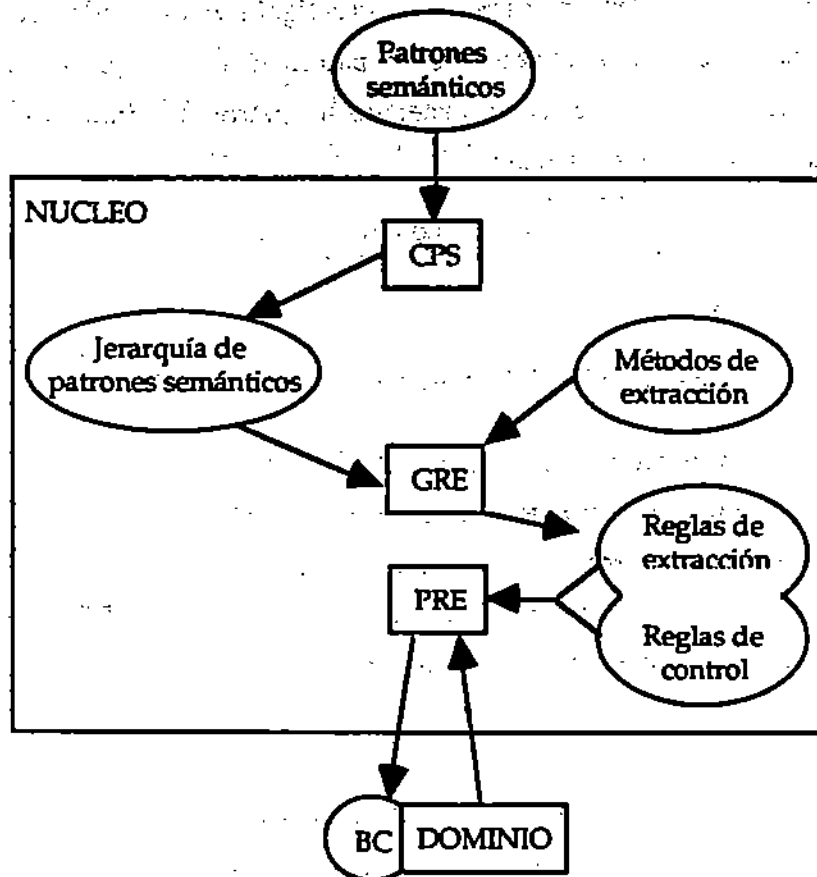 Patrones
semánticos
NUCLEO
CPS
Jerarquía de
patrones semánticos
Métodos de
extracción
GRE
Reglas de
extracción
PRE
Reglas de
control
BC
DOMINIO